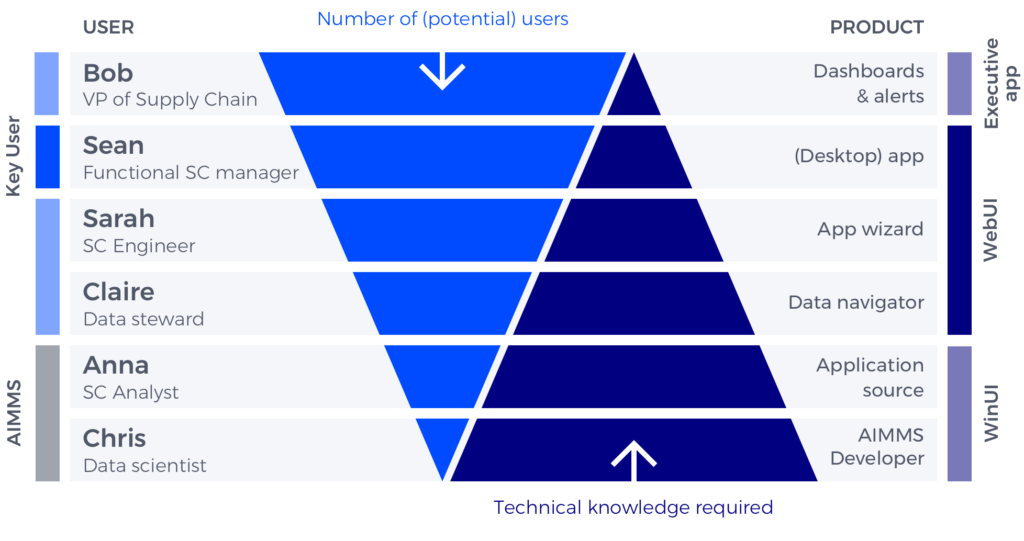 USER
Number of (potential) users
PRODUCT
Key User
Bob
VP of Supply Chain
Dashboards
& alerts
Executive
app
Sean
Functional SC manager
(Desktop) app
Sarah
SC Engineer
App wizard
WebUI
Claire
Data steward
Data navigator
AIMMS
Anna
SC Analyst
Application
source
WinUI
Chris
Data scientist
AIMMS
Developer
Technical knowledge required